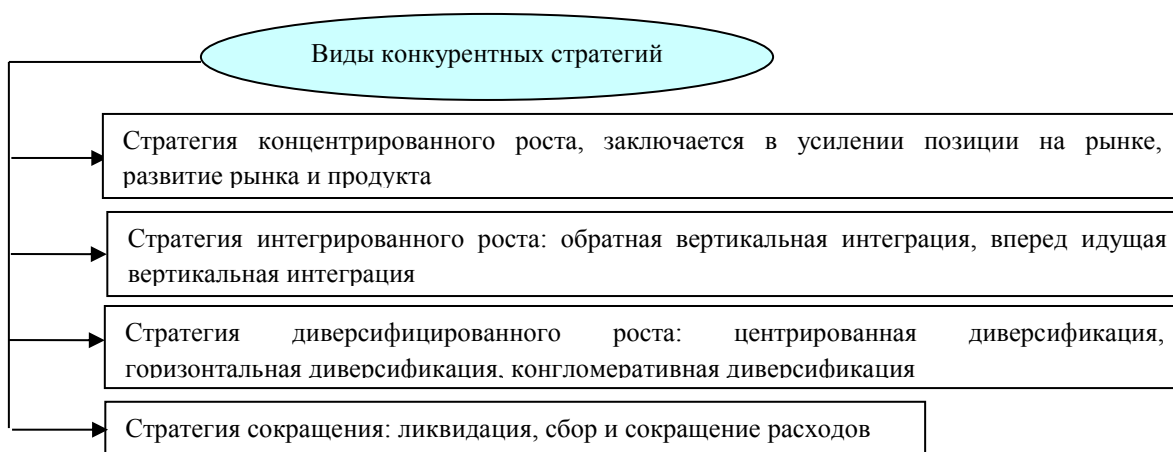 Виды конкурентных стратегий
Стратегия концентрированного роста, заключается в усилении позиции на рынке,
развитие рынка и продукта
Стратегия интегрированного роста: обратная вертикальная интеграция, вперед идущая
вертикальная интеграция
Стратегия диверсифицированного роста: центрированная диверсификация,
горизонтальная диверсификация, конгломеративная диверсификация
Стратегия сокращения: ликвидация, сбор и сокращение расходов